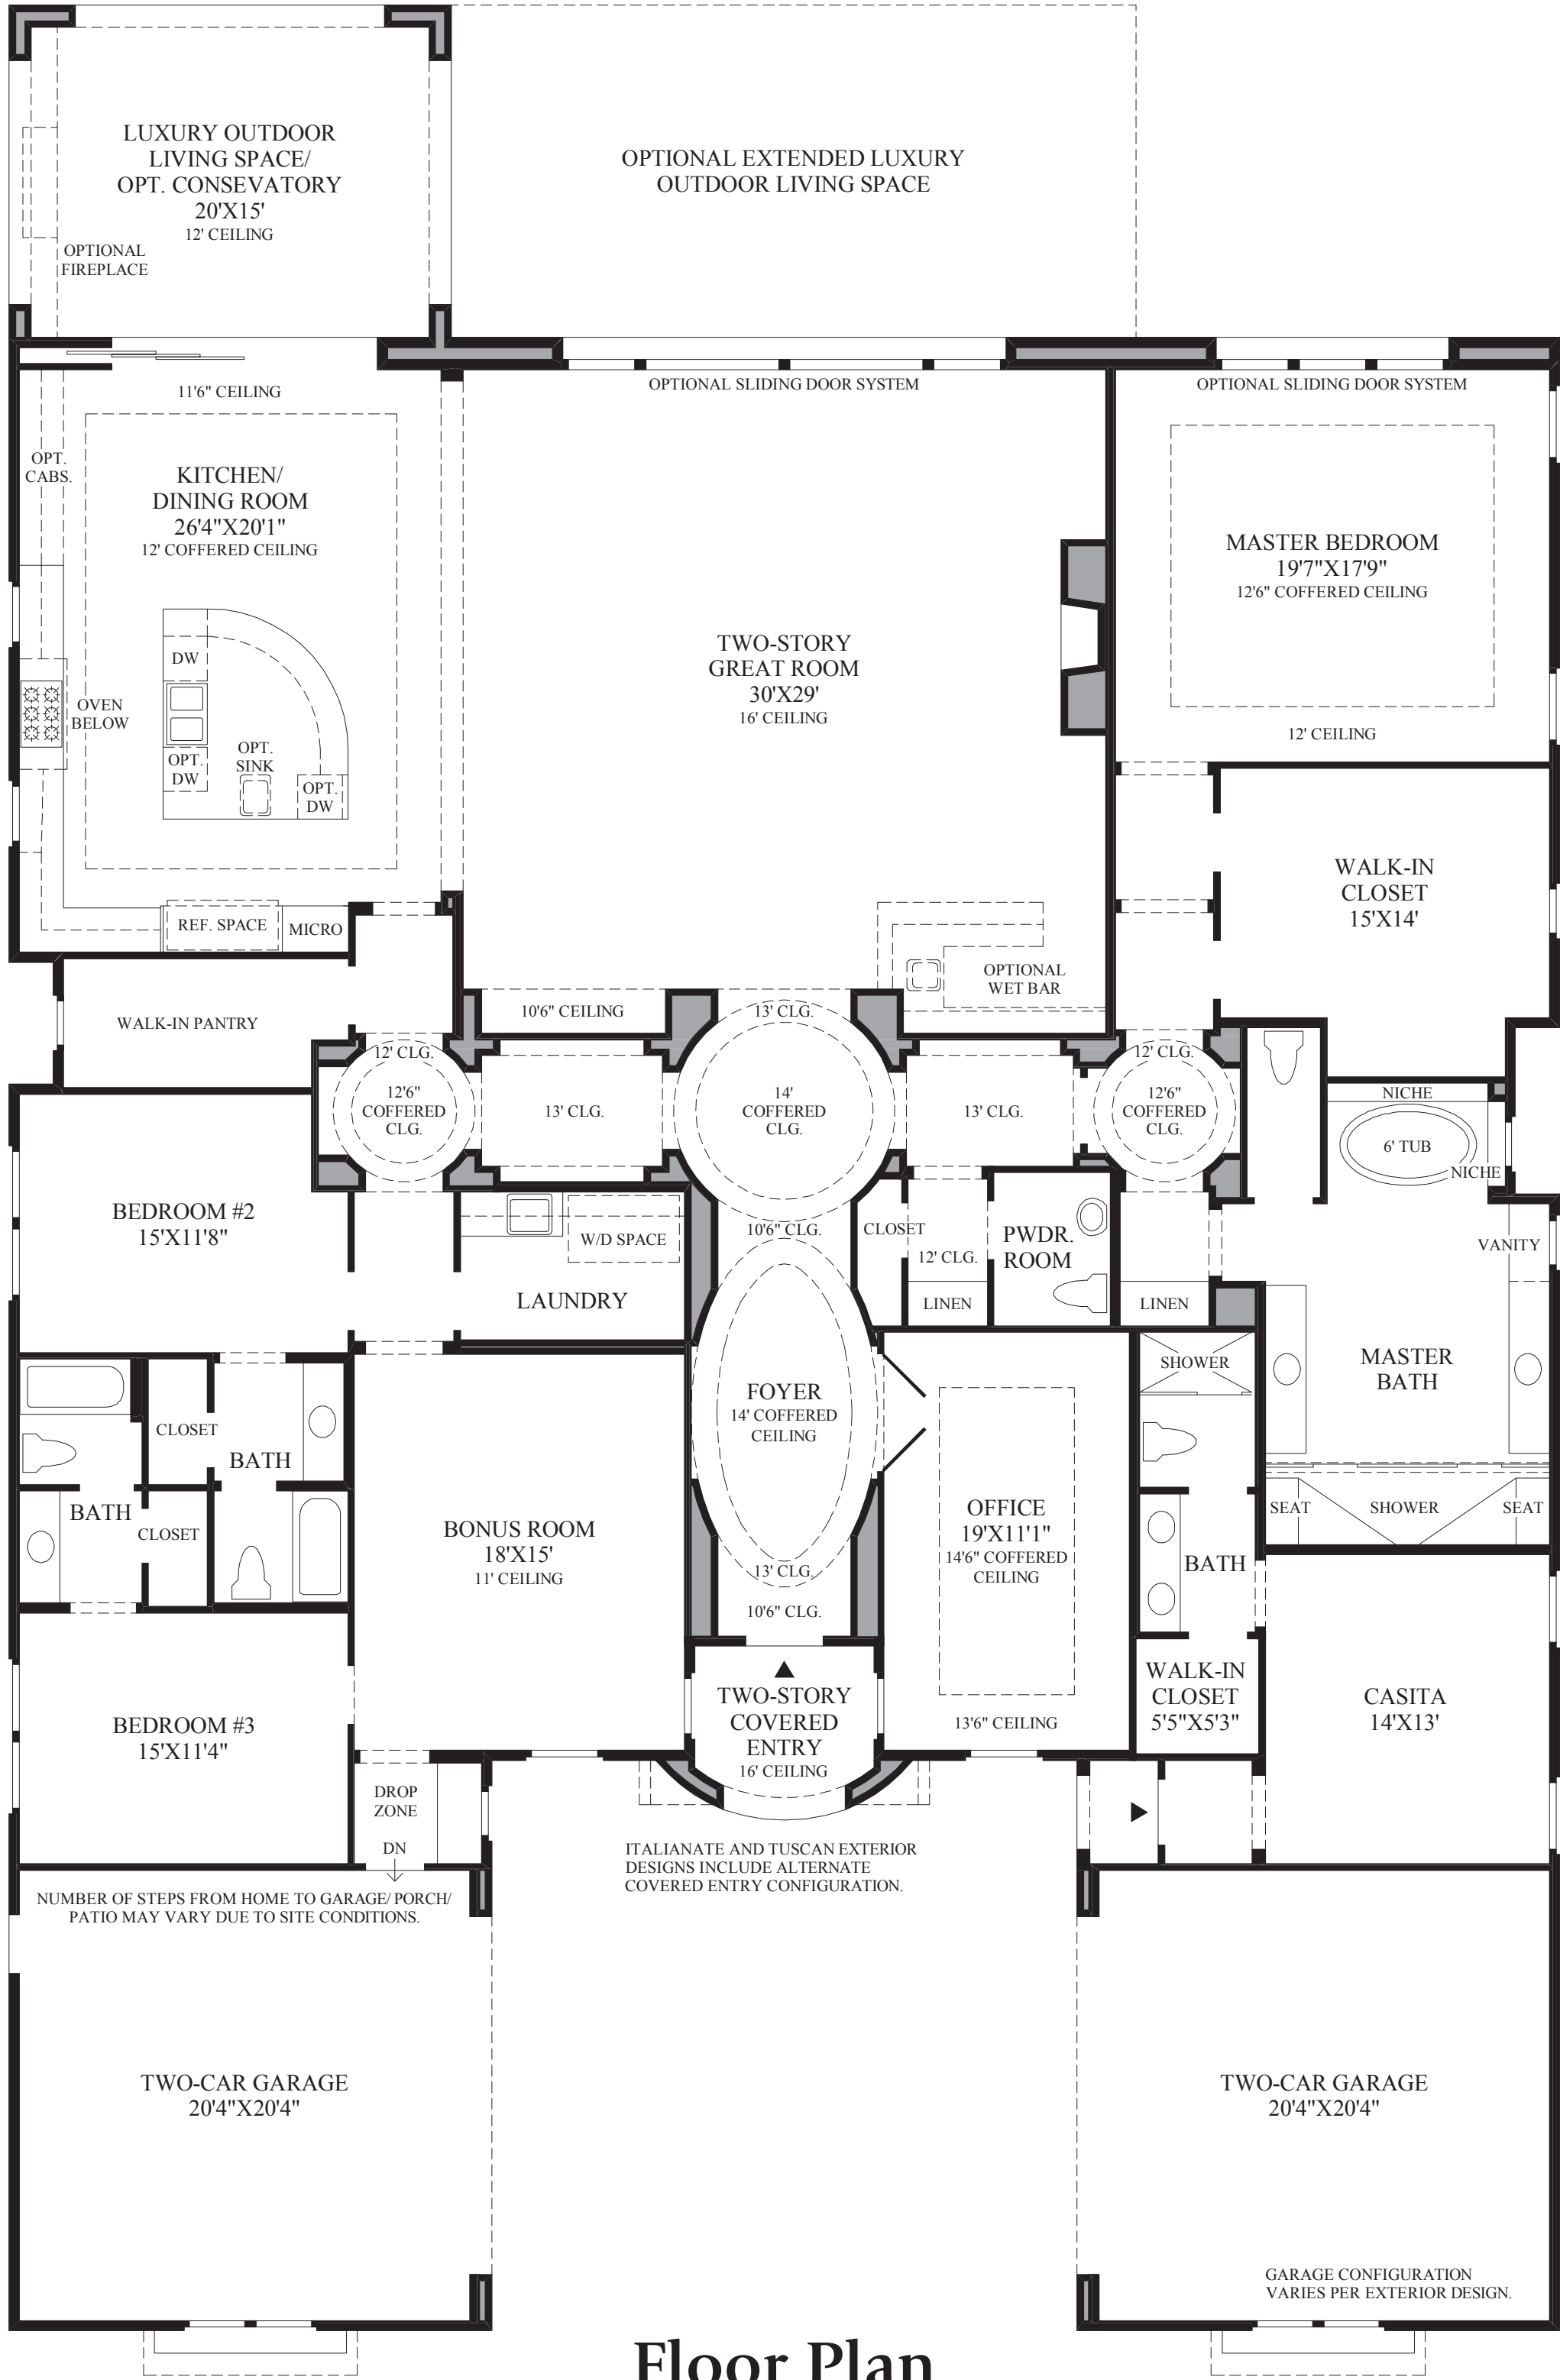 LUXURY OUTDOOR
LIVING SPACE/
OPT. CONSEVATORY
20'X15'
12' CEILING
OPTIONAL
FIREPLACE
OPTIONAL EXTENDED LUXURY
OUTDOOR LIVING SPACE
11'6" CEILING
OPT.
CABS.
KITCHEN/
DINING ROOM
26'4"X20'1"
12' COFFERED CEILING
DW
OVEN
BELOW
OPT.
DW
OPT.
SINK
OPT.
DW
REF. SPACE
MICRO
OPTIONAL SLIDING DOOR SYSTEM
TWO-STORY
GREAT ROOM
30'X29'
16' CEILING
OPTIONAL
WET BAR
10'6" CEILING
OPTIONAL SLIDING DOOR SYSTEM
MASTER BEDROOM
19'7"X17'9"
12'6" COFFERED CEILING
12' CEILING
WALK-IN
CLOSET
15'X14'
WALK-IN PANTRY
12' CLG.
12'6"
COFFERED
CLG.
13' CLG.
13' CLG.
14'
COFFERED
CLG.
13' CLG.
12' CLG.
12'6"
COFFERED
CLG.
NICHE
6' TUB
NICHE
BEDROOM #2
15'X11'8"
W/D SPACE
LAUNDRY
10'6" CLG.
CLOSET
12' CLG.
LINEN
PWDR.
ROOM
LINEN
VANITY
MASTER
BATH
SHOWER
SEAT
SHOWER
SEAT
CLOSET
BATH
BATH
CLOSET
FOYER
14' COFFERED
CEILING
13' CLG.
10'6" CLG.
BONUS ROOM
18'X15'
11' CEILING
OFFICE
19'X11'1"
14'6" COFFERED
CEILING
13'6" CEILING
BATH
WALK-IN
CLOSET
5'5"X5'3"
CASITA
14'X13'
BEDROOM #3
15'X11'4"
TWO-STORY
COVERED
ENTRY
16' CEILING
DROP
ZONE
DN
ITALIANATE AND TUSCAN EXTERIOR
DESIGNS INCLUDE ALTERNATE
COVERED ENTRY CONFIGURATION.
NUMBER OF STEPS FROM HOME TO GARAGE/ PORCH/
PATIO MAY VARY DUE TO SITE CONDITIONS.
TWO-CAR GARAGE
20'4"X20'4"
TWO-CAR GARAGE
20'4"X20'4"
GARAGE CONFIGURATION
VARIES PER EXTERIOR DESIGN.
Floor Plan